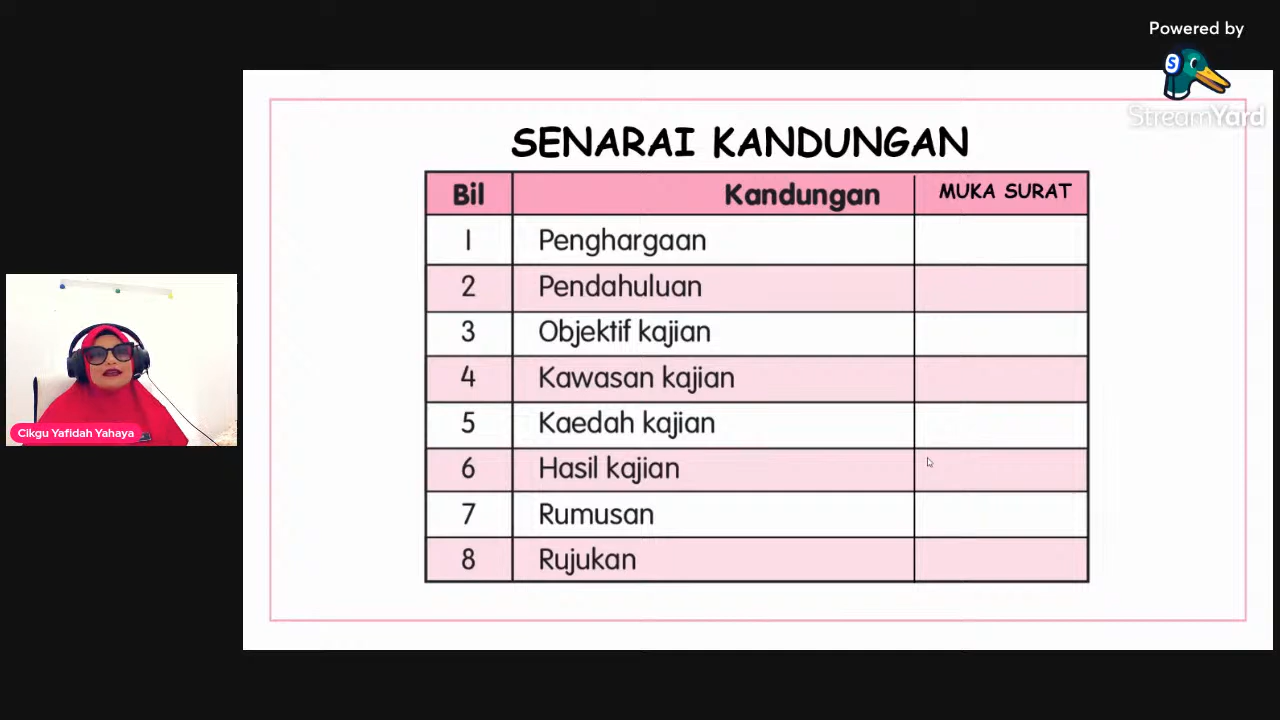 Powered by
StreamYard
SENARAI KANDUNGAN
Bil Kandungan MUKA SURAT
1 Penghargaan
2 Pendahuluan
3 Objektif kajian
4 Kawasan kajian
5 Kaedah kajian
6 Hasil kajian
7 Rumusan
8 Rujukan
Cikgu Yafidah Yahaya